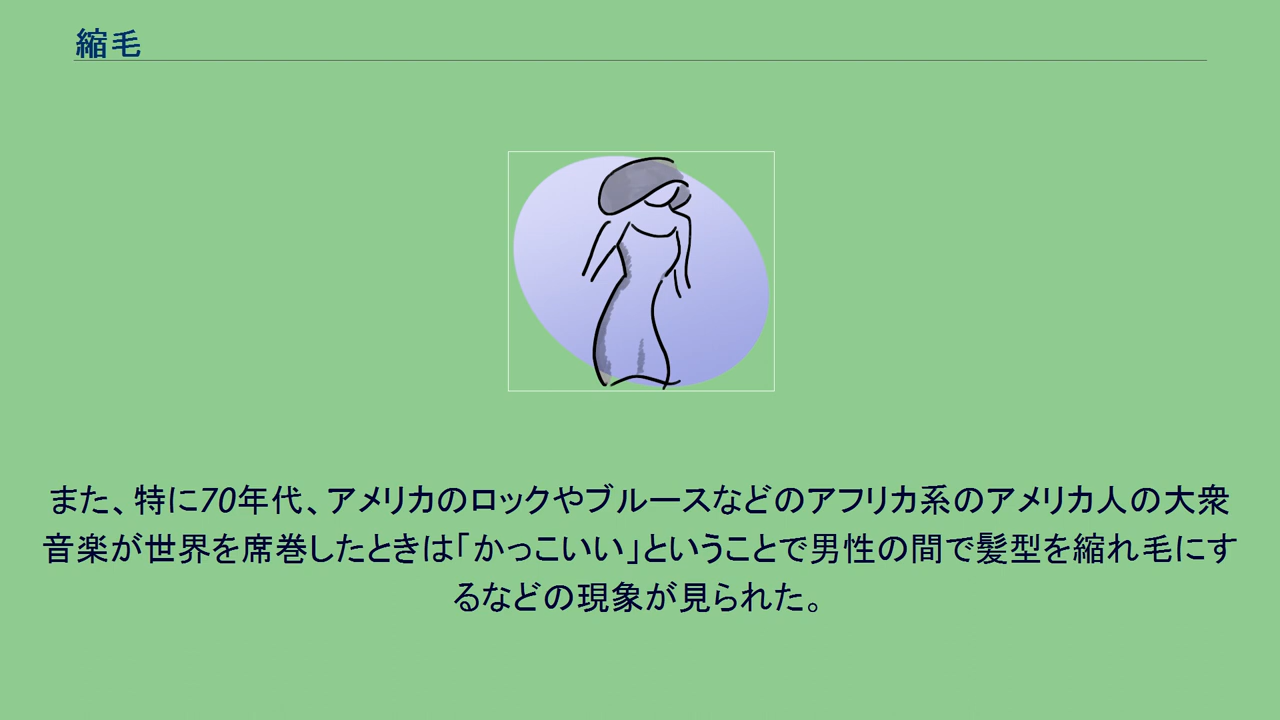 縮毛
また、特に70年代、アメリカのロックやブルースなどのアフリカ系のアメリカ人の大衆
音楽が世界を席巻したときは「かっこいい」ということで男性の間で髪型を縮れ毛にす
るなどの現象が見られた。